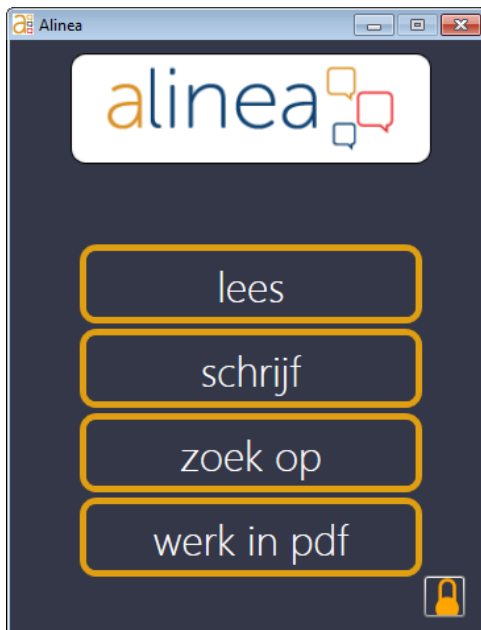 Alinea
alinea
lees
schrijf
zoek op
werk in pdf